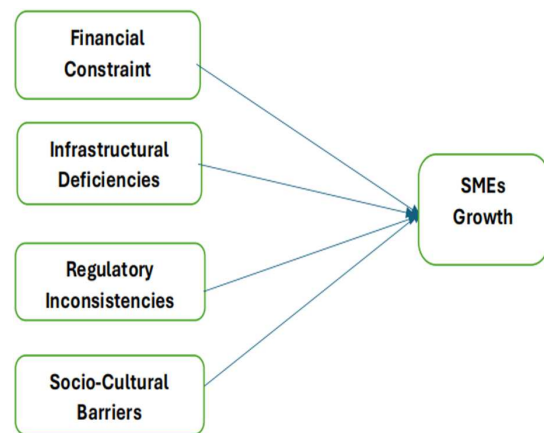 Financial
Constraint
Infrastructural
Deficiencies
SMEs
Growth
Regulatory
Inconsistencies
Socio-Cultural
Barriers